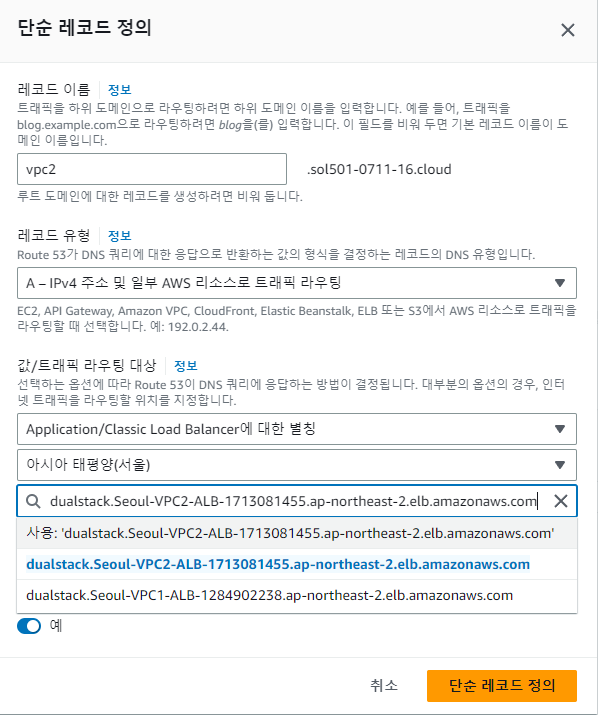 단순 레코드 정의
레코드 이름 정보
트래픽을 하위 도메인으로 라우팅하려면 하위 도메인 이름을 입력합니다. 예를 들어, 트래픽을
blog.example.com으로 라우팅하려면 blog을(를) 입력합니다. 이 필드를 비워 두면 기본 레코드 이름이 도
메인 이름입니다.
vpc2 .sol501-0711-16.cloud
루트 도메인에 대한 레코드를 생성하려면 비워 둡니다.
레코드 유형 정보
Route 53가 DNS 쿼리에 대한 응답으로 반환하는 값의 형식을 결정하는 레코드의 DNS 유형입니다.
A – IPv4 주소 및 일부 AWS 리소스로 트래픽 라우팅
EC2, API Gateway, Amazon VPC, CloudFront, Elastic Beanstalk, ELB 또는 S3에서 AWS 리소스로 트래픽을
라우팅할 때 선택합니다. 예: 192.0.2.44.
값/트래픽 라우팅 대상 정보
선택하는 옵션에 따라 Route 53이 DNS 쿼리에 응답하는 방법이 결정됩니다. 대부분의 옵션의 경우, 인터
넷 트래픽을 라우팅할 위치를 지정합니다.
Application/Classic Load Balancer에 대한 별칭
아시아 태평양(서울)
dualstack.Seoul-VPC2-ALB-1713081455.ap-northeast-2.elb.amazonaws.com
사용: 'dualstack.Seoul-VPC2-ALB-1713081455.ap-northeast-2.elb.amazonaws.com'
dualstack.Seoul-VPC2-ALB-1713081455.ap-northeast-2.elb.amazonaws.com
dualstack.Seoul-VPC1-ALB-1284902238.ap-northeast-2.elb.amazonaws.com
예
취소 단순 레코드 정의